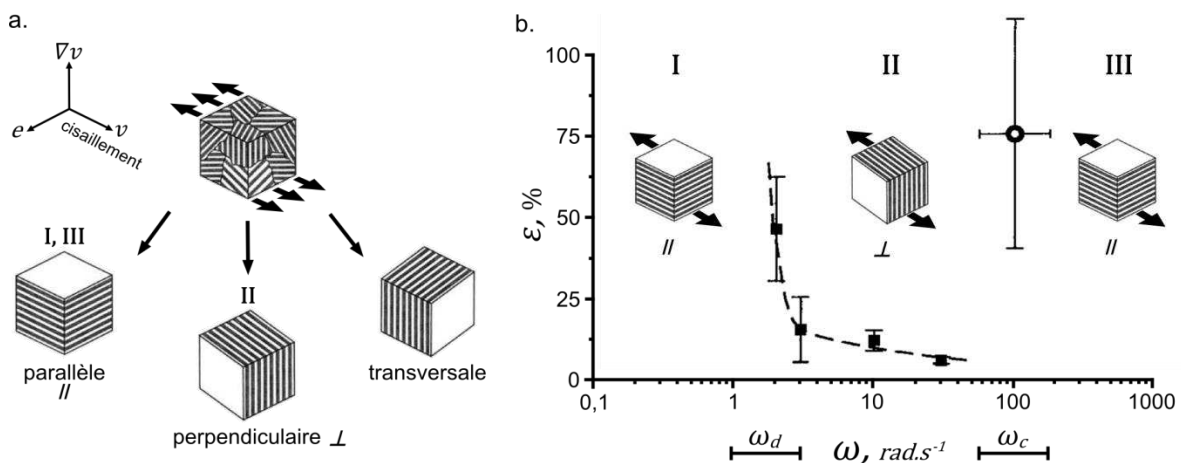 a.
∇v
e
v
cisaillement
I, III
parallèle
//
II
perpendiculaire ⊥
transversale
b.
ε, %
100
75
50
25
0
I
II
III
//
⊥
//
0,1
1
10
100
1000
ω_d
ω, rad.s⁻¹
ω_c